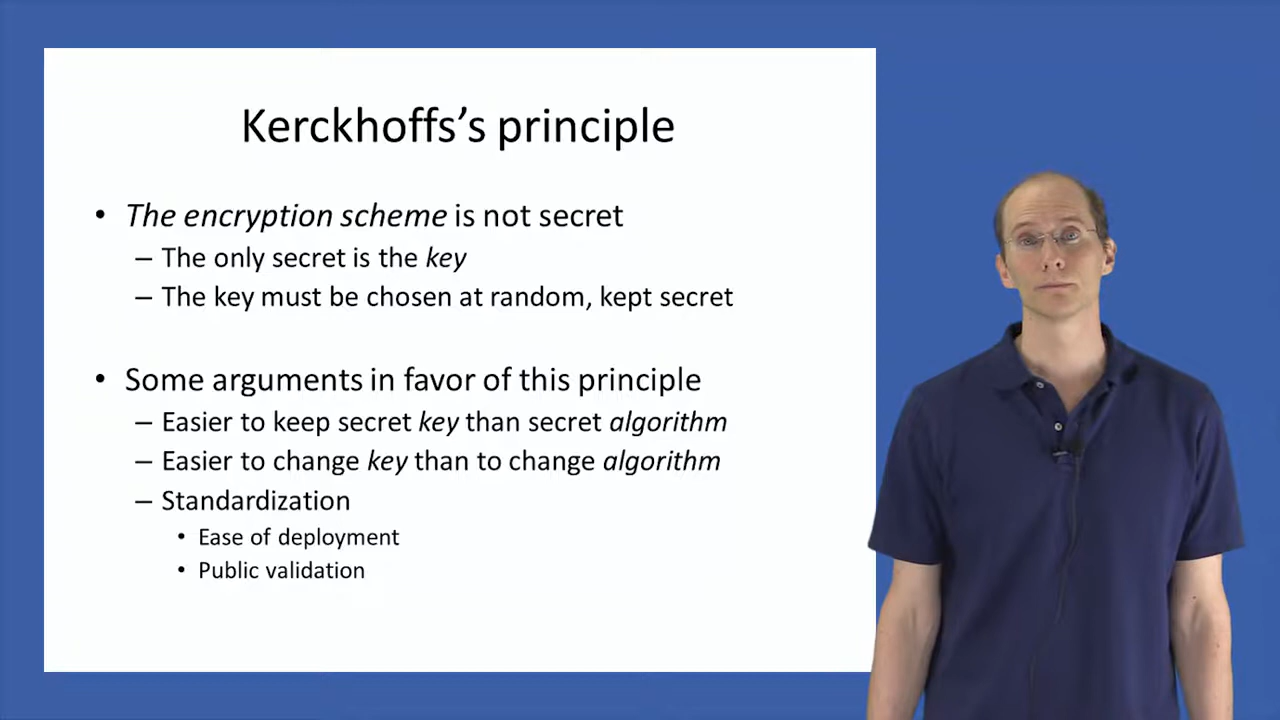 Kerckhoffs’s principle
• The encryption scheme is not secret
– The only secret is the key
– The key must be chosen at random, kept secret
• Some arguments in favor of this principle
– Easier to keep secret key than secret algorithm
– Easier to change key than to change algorithm
– Standardization
• Ease of deployment
• Public validation